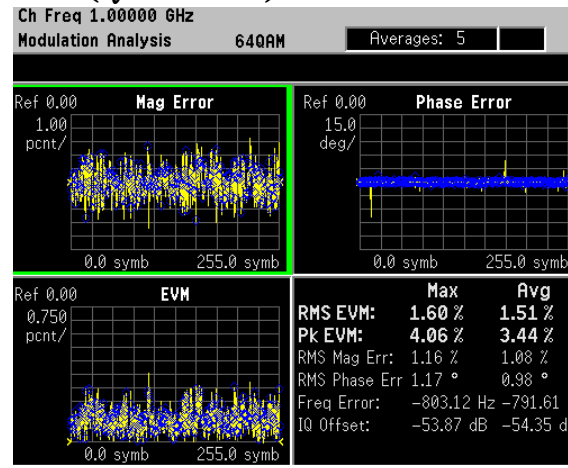 Ch Freq 1.00000 GHz
Modulation Analysis 64QAM Averages: 5
Ref 0.00 Mag Error
1.00
pcnt/
0.0 symb 255.0 symb
Ref 0.00 Phase Error
15.0
deg/
0.0 symb 255.0 symb
Ref 0.00 EVM
0.750
pcnt/
0.0 symb 255.0 symb
Max Avg
RMS EVM: 1.60 % 1.51 %
Pk EVM: 4.06 % 3.44 %
RMS Mag Err: 1.16 % 1.08 %
RMS Phase Err 1.17 ° 0.98 °
Freq Error: -803.12 Hz -791.61
IQ Offset: -53.87 dB -54.35 d